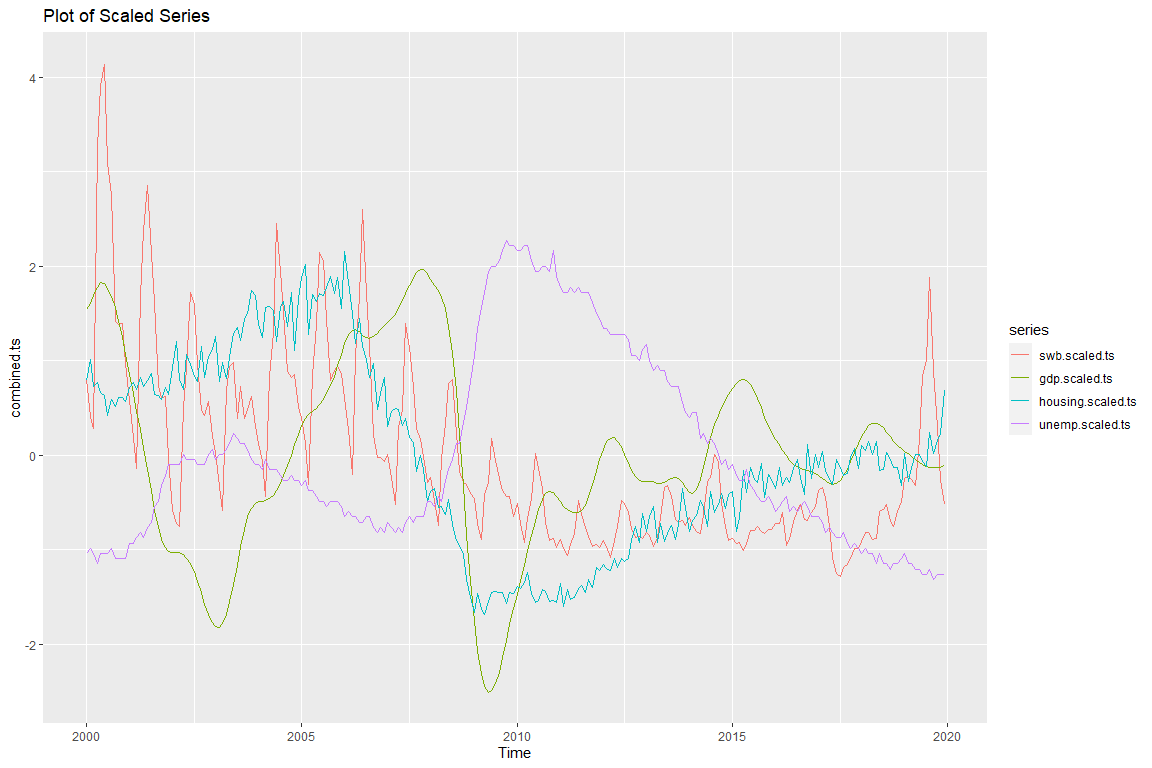 Plot of Scaled Series
4
2
0
-2
combined.ts
2000
2005
2010
2015
2020
Time
series
swb.scaled.ts
gdp.scaled.ts
housing.scaled.ts
unemp.scaled.ts